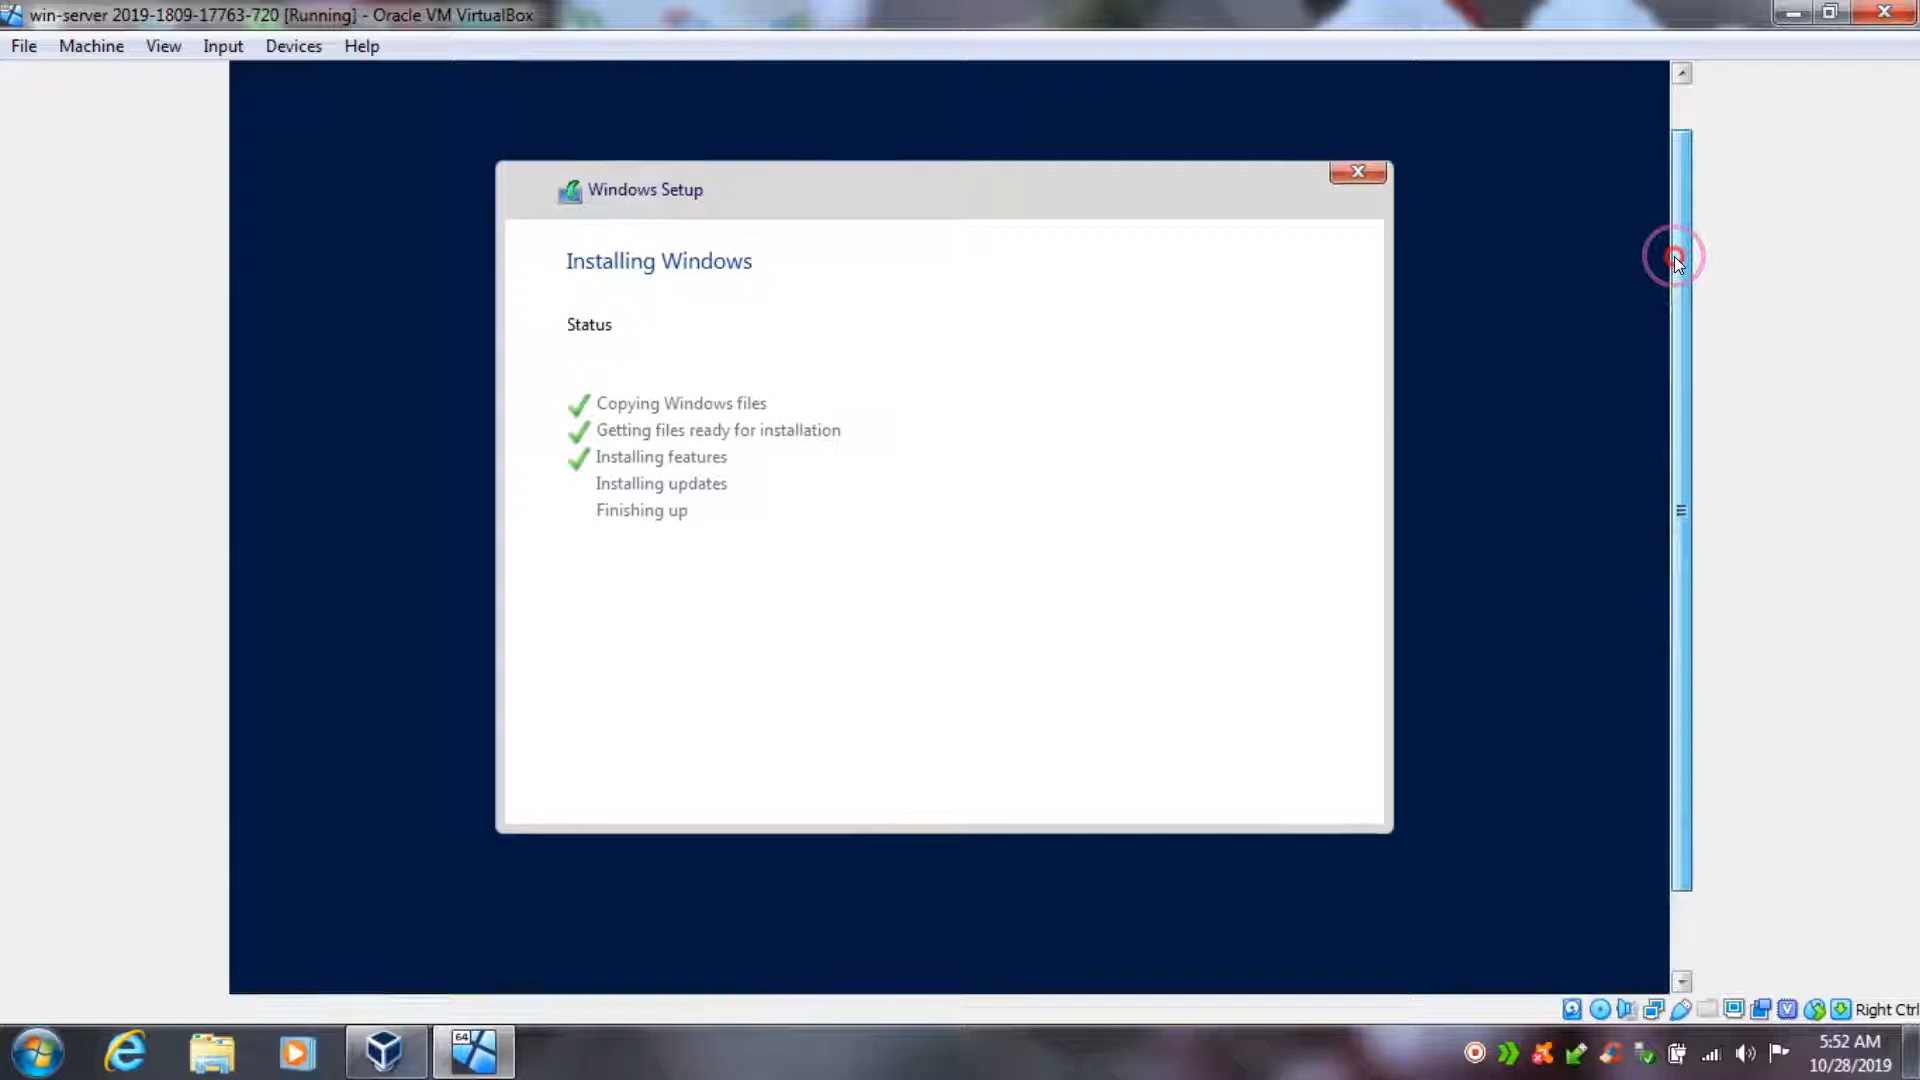 win-server 2019-1809-17763-720 [Running] - Oracle VM VirtualBox
File Machine View Input Devices Help
Windows Setup
Installing Windows
Status
Copying Windows files
Getting files ready for installation
Installing features
Installing updates
Finishing up
Right Ctrl
64
5:52 AM
10/28/2019